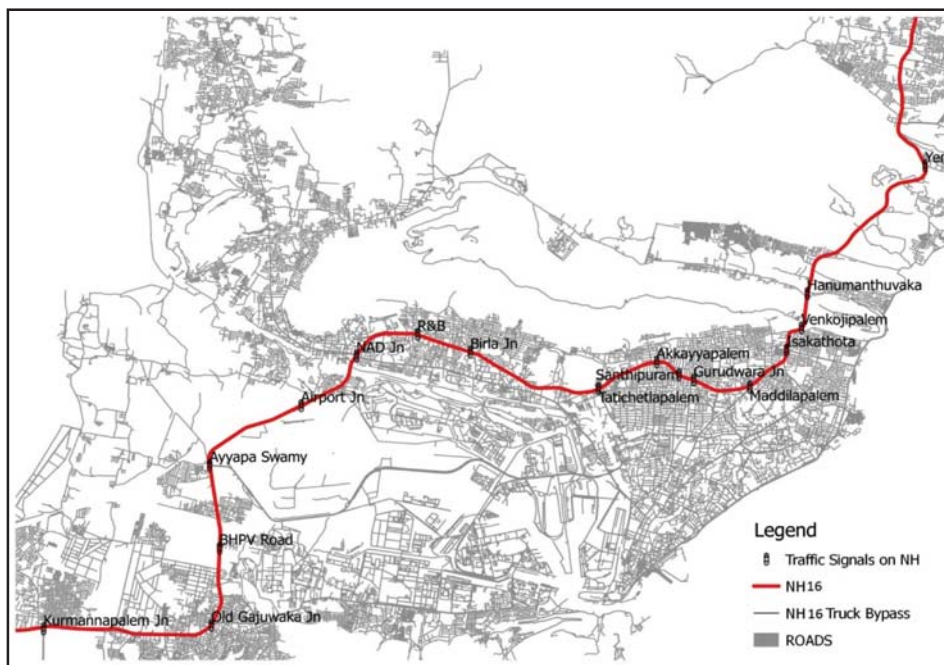 Yen
Hanumanthuvaka
Venkojipalem
Isakathota
R&B
NAD Jn
Birla Jn
Akkayyapalem
Santhipuram
Gurudwara Jn
Tatichetlapalem
Maddilapalem
Airport Jn
Ayyapa Swamy
BHPV Road
Old Gajuwaka Jn
Kurmannapalem Jn
Legend
Traffic Signals on NH
NH16
NH16 Truck Bypass
ROADS